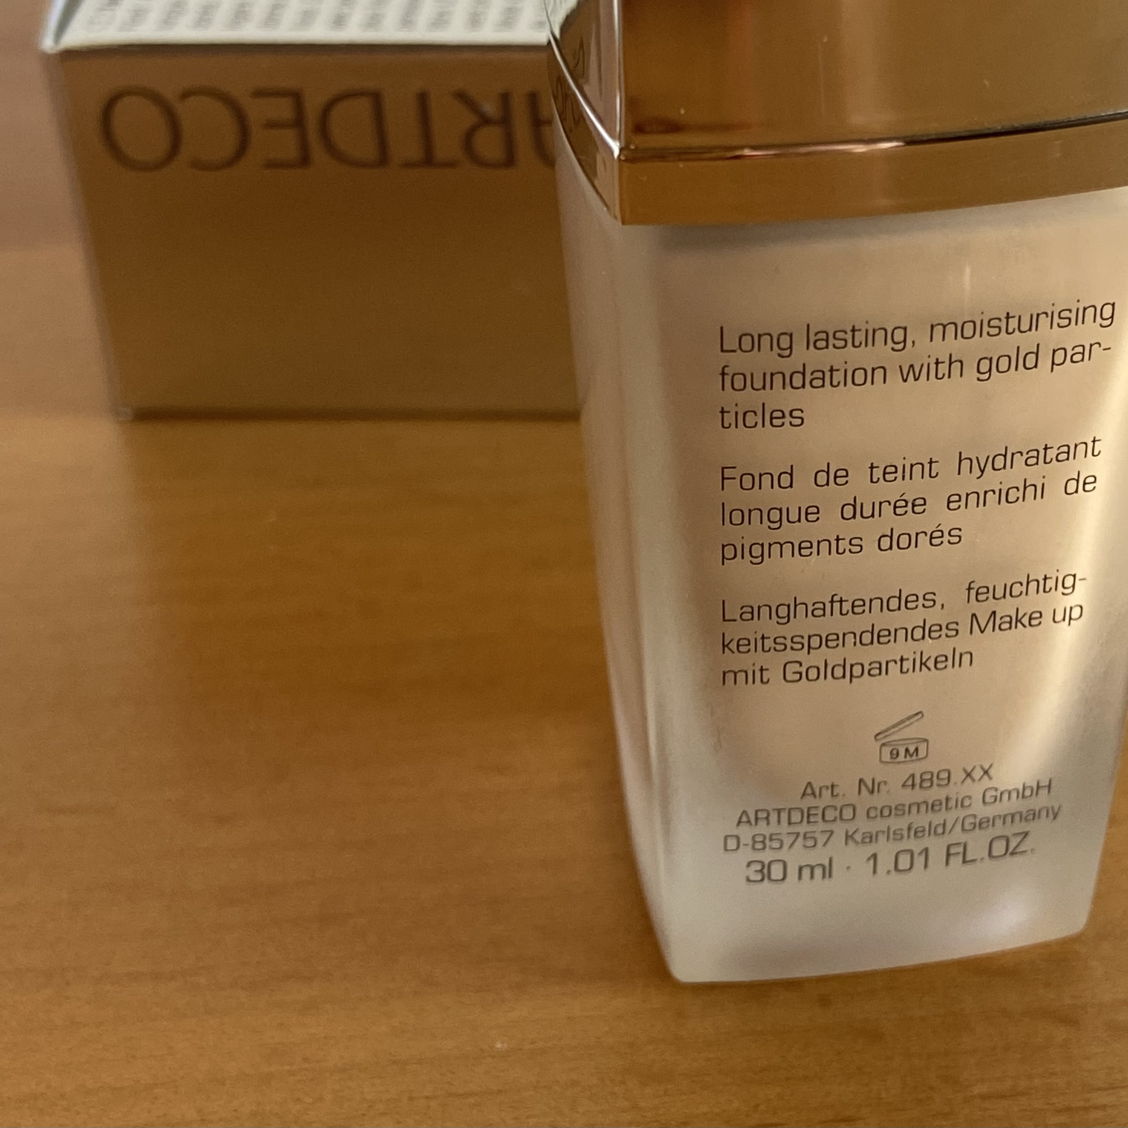 ARTDECO
Long lasting, moisturising
foundation with gold par-
ticles
Fond de teint hydratant
longue durée enrichi de
pigments dorés
Langhaftendes, feuchtig-
keitsspendendes Make up
mit Goldpartikeln
9M
Art. Nr. 489.XX
ARTDECO cosmetic GmbH
D-85757 Karlsfeld/Germany
30 ml · 1.01 FL.OZ.